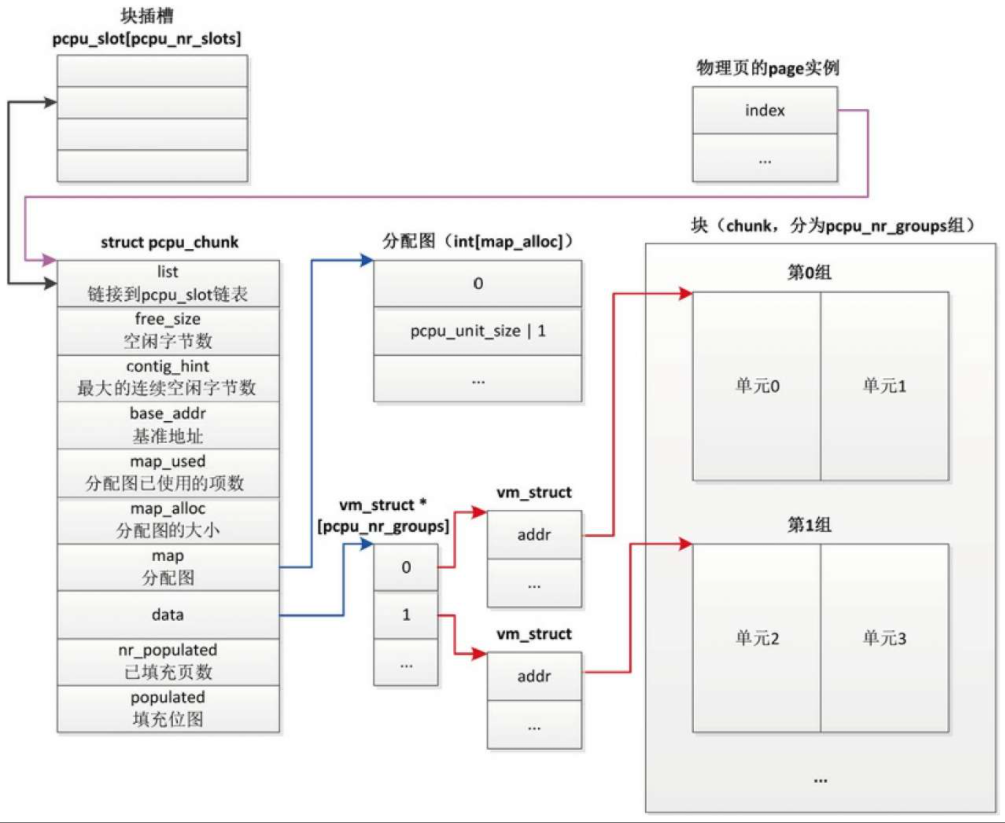 块插槽
pcpu_slot[pcpu_nr_slots]
物理页的page实例
index
...
struct pcpu_chunk
list
链接到pcpu_slot链表
free_size
空闲字节数
contig_hint
最大的连续空闲字节数
base_addr
基准地址
map_used
分配图已使用的项数
map_alloc
分配图的大小
map
分配图
data
nr_populated
已填充页数
populated
填充位图
分配图（int[map_alloc]）
0
pcpu_unit_size | 1
...
vm_struct *
[pcpu_nr_groups]
0
1
...
vm_struct
addr
...
vm_struct
addr
...
块（chunk，分为pcpu_nr_groups组）
第0组
单元0
单元1
第1组
单元2
单元3
...